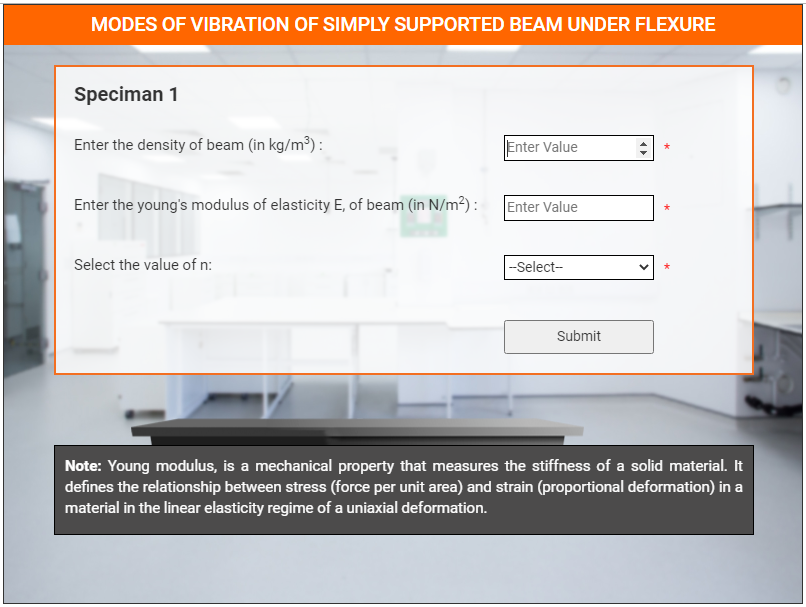 MODES OF VIBRATION OF SIMPLY SUPPORTED BEAM UNDER FLEXURE
Speciman 1
Enter the density of beam (in kg/m³) : Enter Value *
Enter the young's modulus of elasticity E, of beam (in N/m²) : Enter Value *
Select the value of n: --Select-- *
Submit
Note: Young modulus, is a mechanical property that measures the stiffness of a solid material. It
defines the relationship between stress (force per unit area) and strain (proportional deformation) in a
material in the linear elasticity regime of a uniaxial deformation.